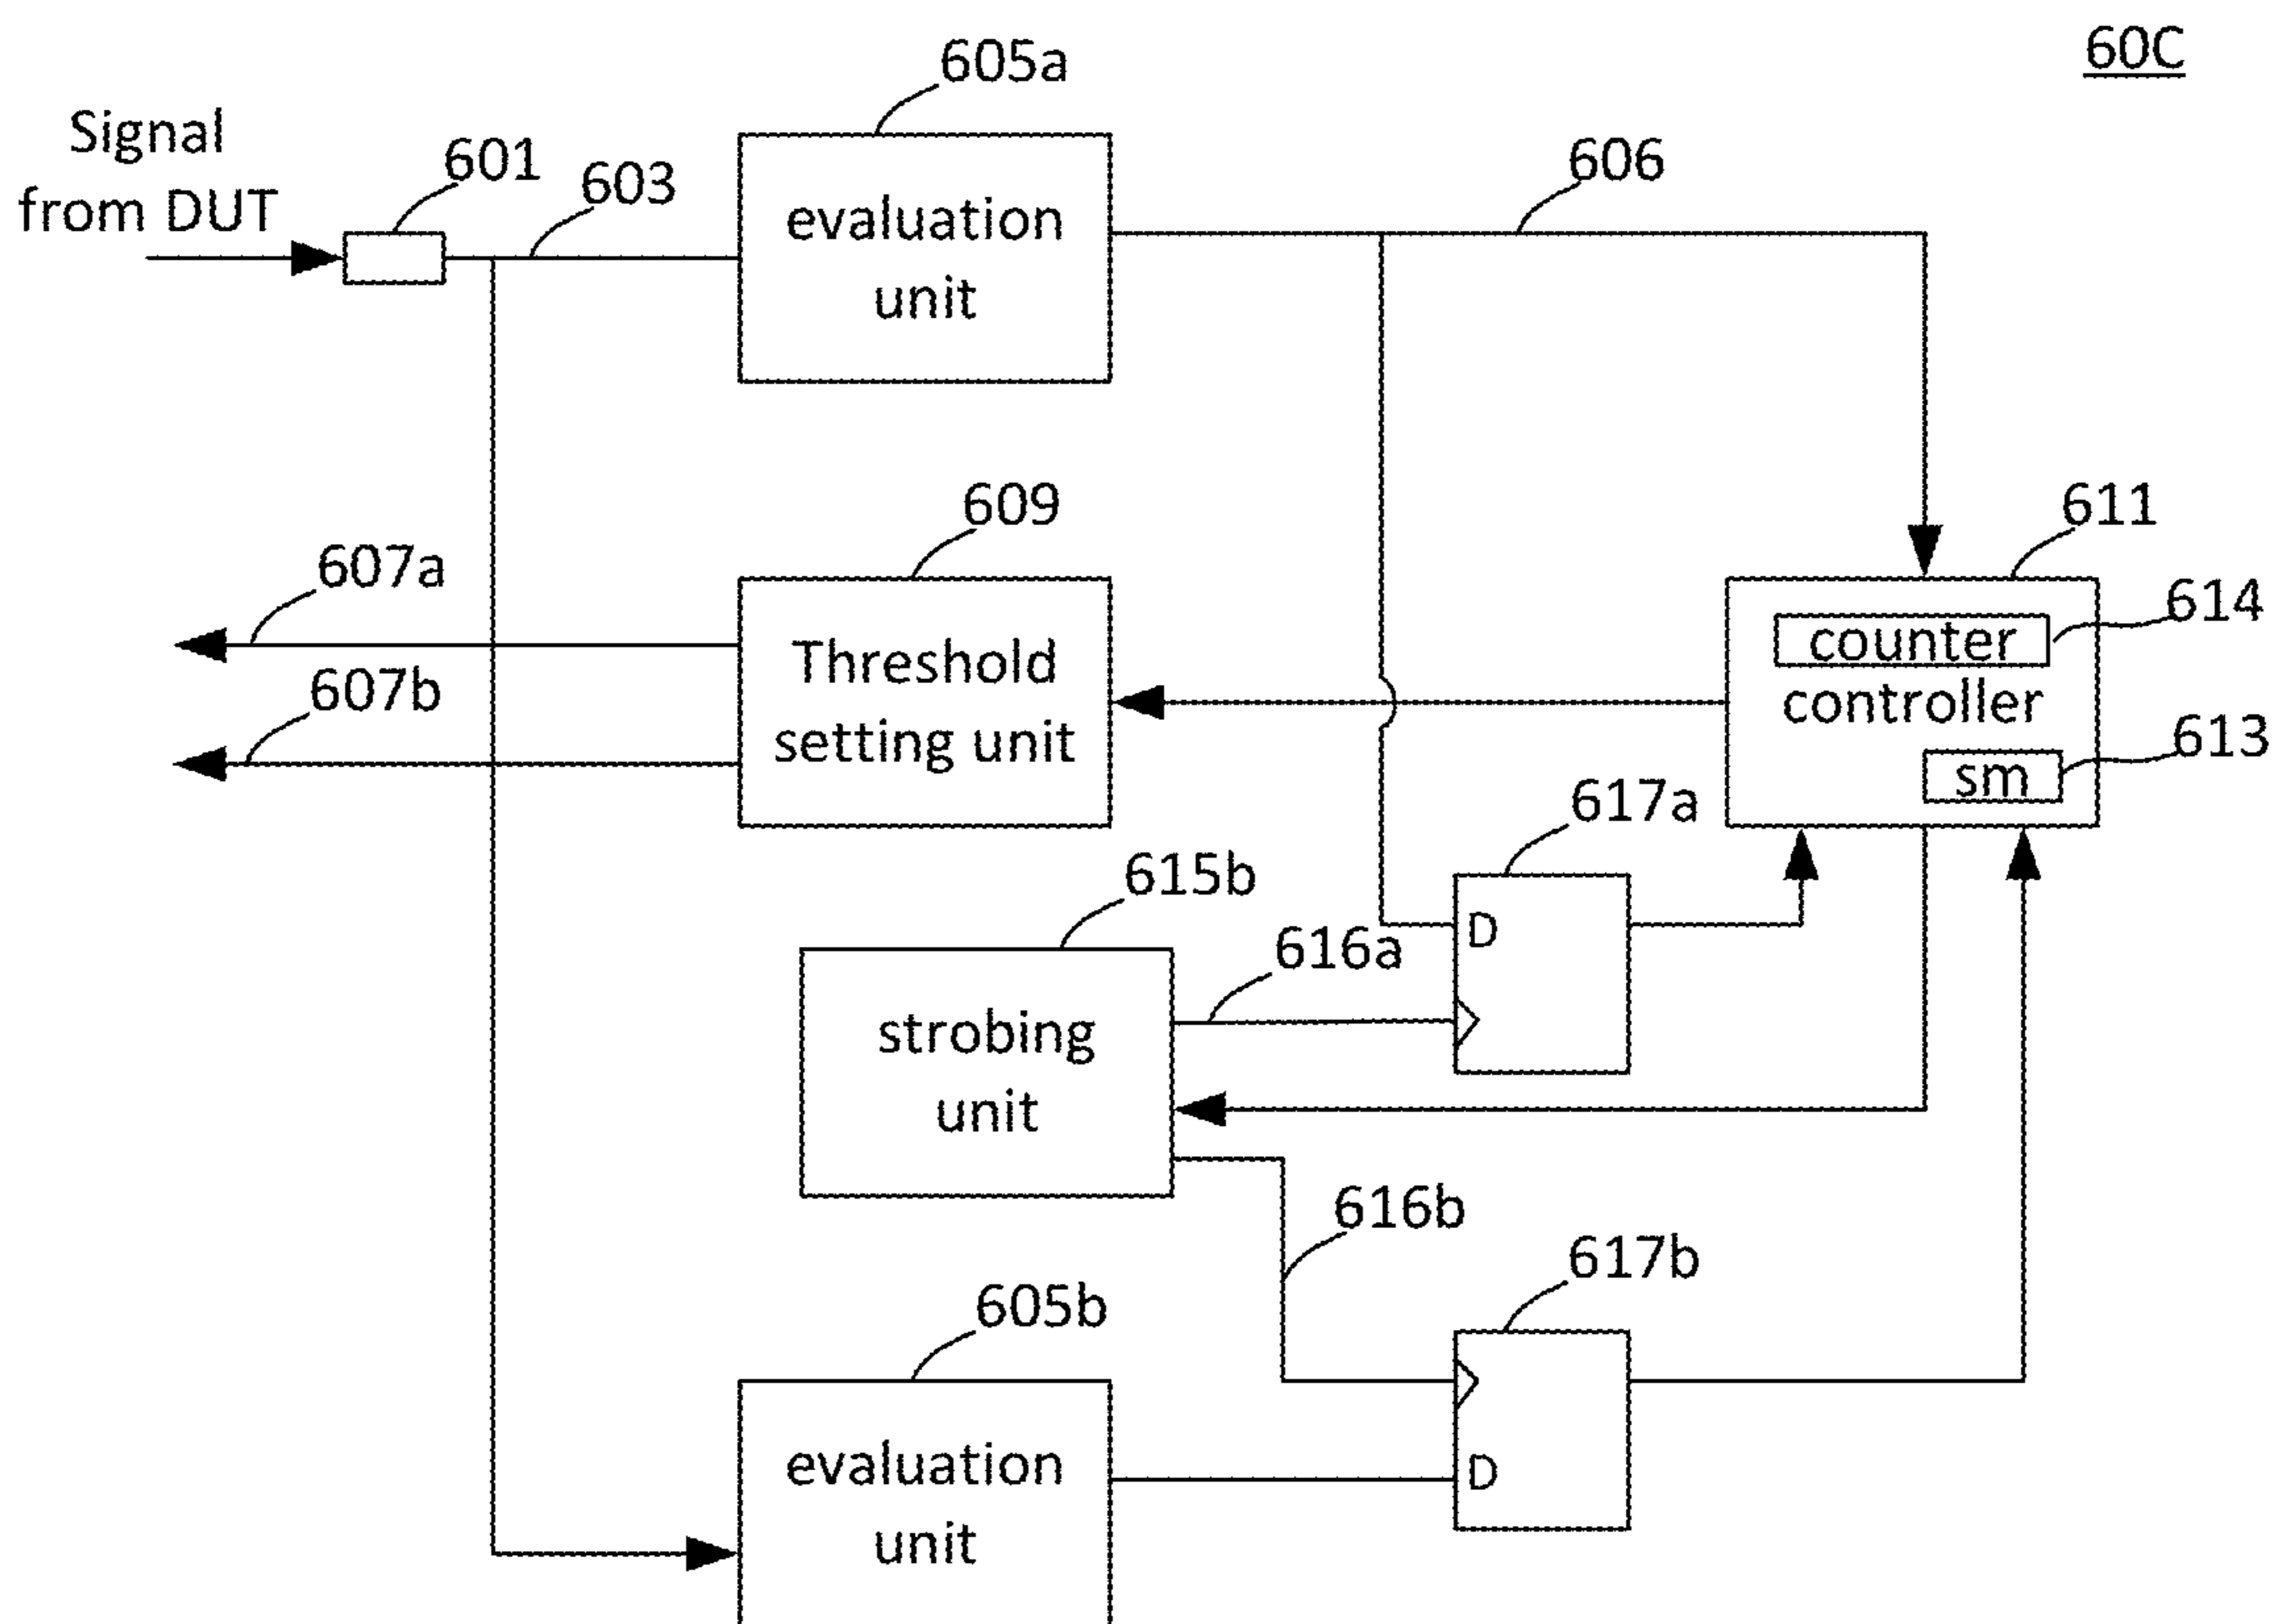 60C
605a
Signal
from DUT
601
603
606
evaluation
unit
609
611
607a
614
counter
Threshold
setting unit
607b
controller
613
sm
617a
615b
616a
D
strobing
unit
616b
617b
605b
evaluation
unit
D